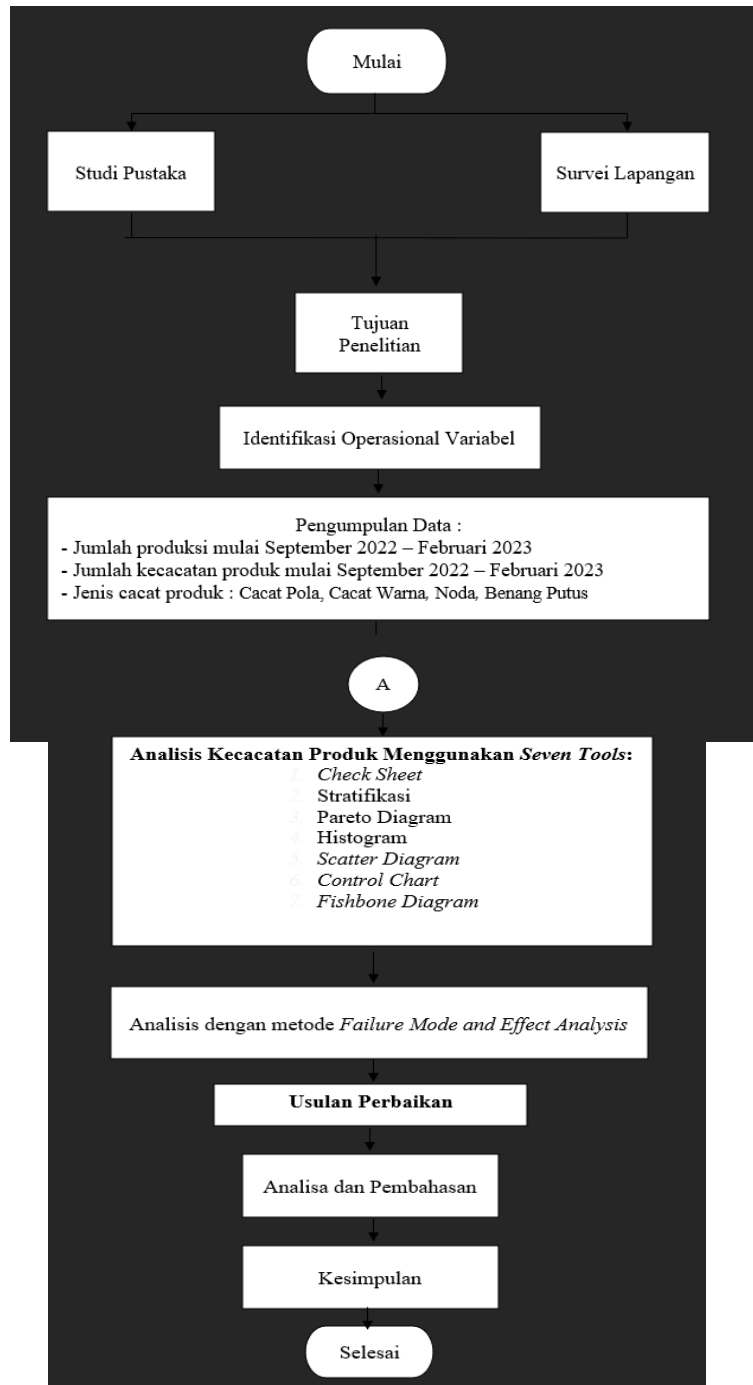 Mulai
Studi Pustaka
Survei Lapangan
Tujuan
Penelitian
Identifikasi Operasional Variabel
Pengumpulan Data :
- Jumlah produksi mulai September 2022 – Februari 2023
- Jumlah kecacatan produk mulai September 2022 – Februari 2023
- Jenis cacat produk : Cacat Pola, Cacat Warna, Noda, Benang Putus
A
Analisis Kecacatan Produk Menggunakan Seven Tools:
1. Check Sheet
2. Stratifikasi
3. Pareto Diagram
4. Histogram
5. Scatter Diagram
6. Control Chart
7. Fishbone Diagram
Analisis dengan metode Failure Mode and Effect Analysis
Usulan Perbaikan
Analisa dan Pembahasan
Kesimpulan
Selesai